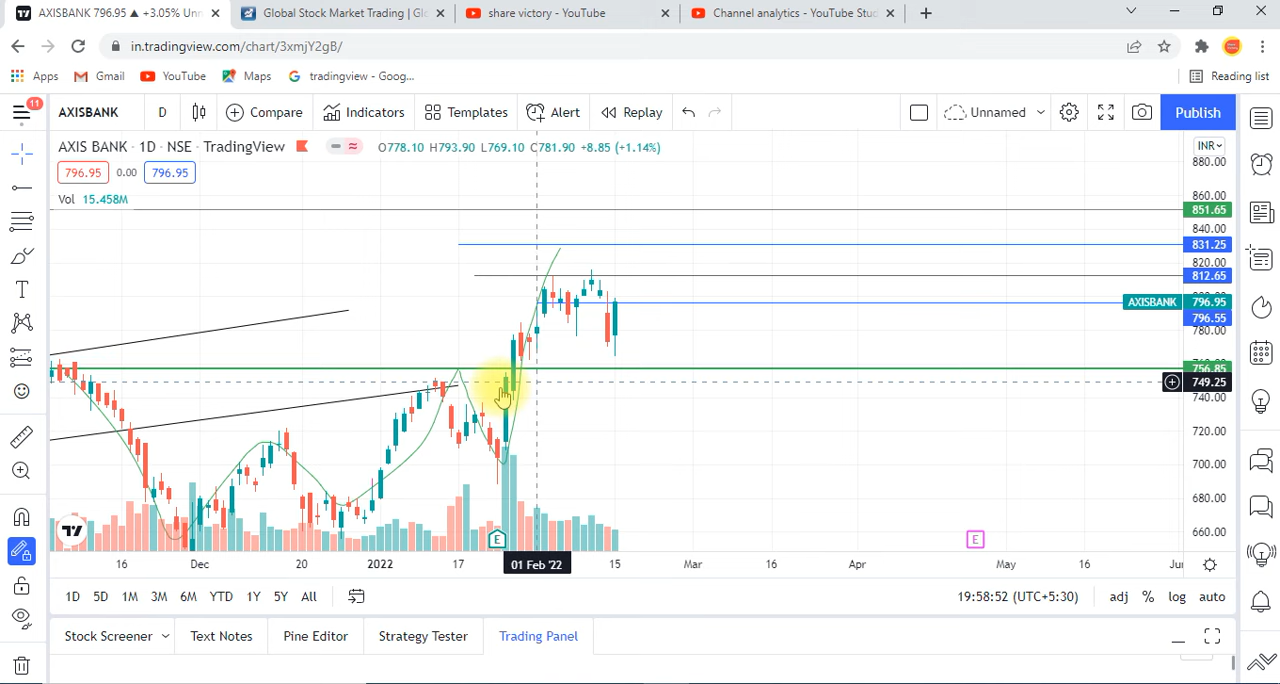 AXISBANK 796.95 ▲ +3.05% Unn
Global Stock Market Trading | Gl
share victory - YouTube
Channel analytics - YouTube Stud
in.tradingview.com/chart/3xmjY2gB/
Apps Gmail YouTube Maps tradingview - Goog... Reading list
11 AXISBANK D Compare Indicators Templates Alert Replay Unnamed Publish
AXIS BANK · 1D · NSE · TradingView O778.10 H793.90 L769.10 C781.90 +8.85 (+1.14%) INR
796.95 0.00 796.95
Vol 15.458M
880.00
860.00
851.65
840.00
831.25
820.00
812.65
AXISBANK 796.95
796.55
780.00
756.85
749.25
740.00
720.00
700.00
680.00
660.00
E E
16 Dec 20 2022 17 01 Feb '22 15 Mar 16 Apr May 16 Jun
1D 5D 1M 3M 6M YTD 1Y 5Y All 19:58:52 (UTC+5:30) adj % log auto
Stock Screener Text Notes Pine Editor Strategy Tester Trading Panel